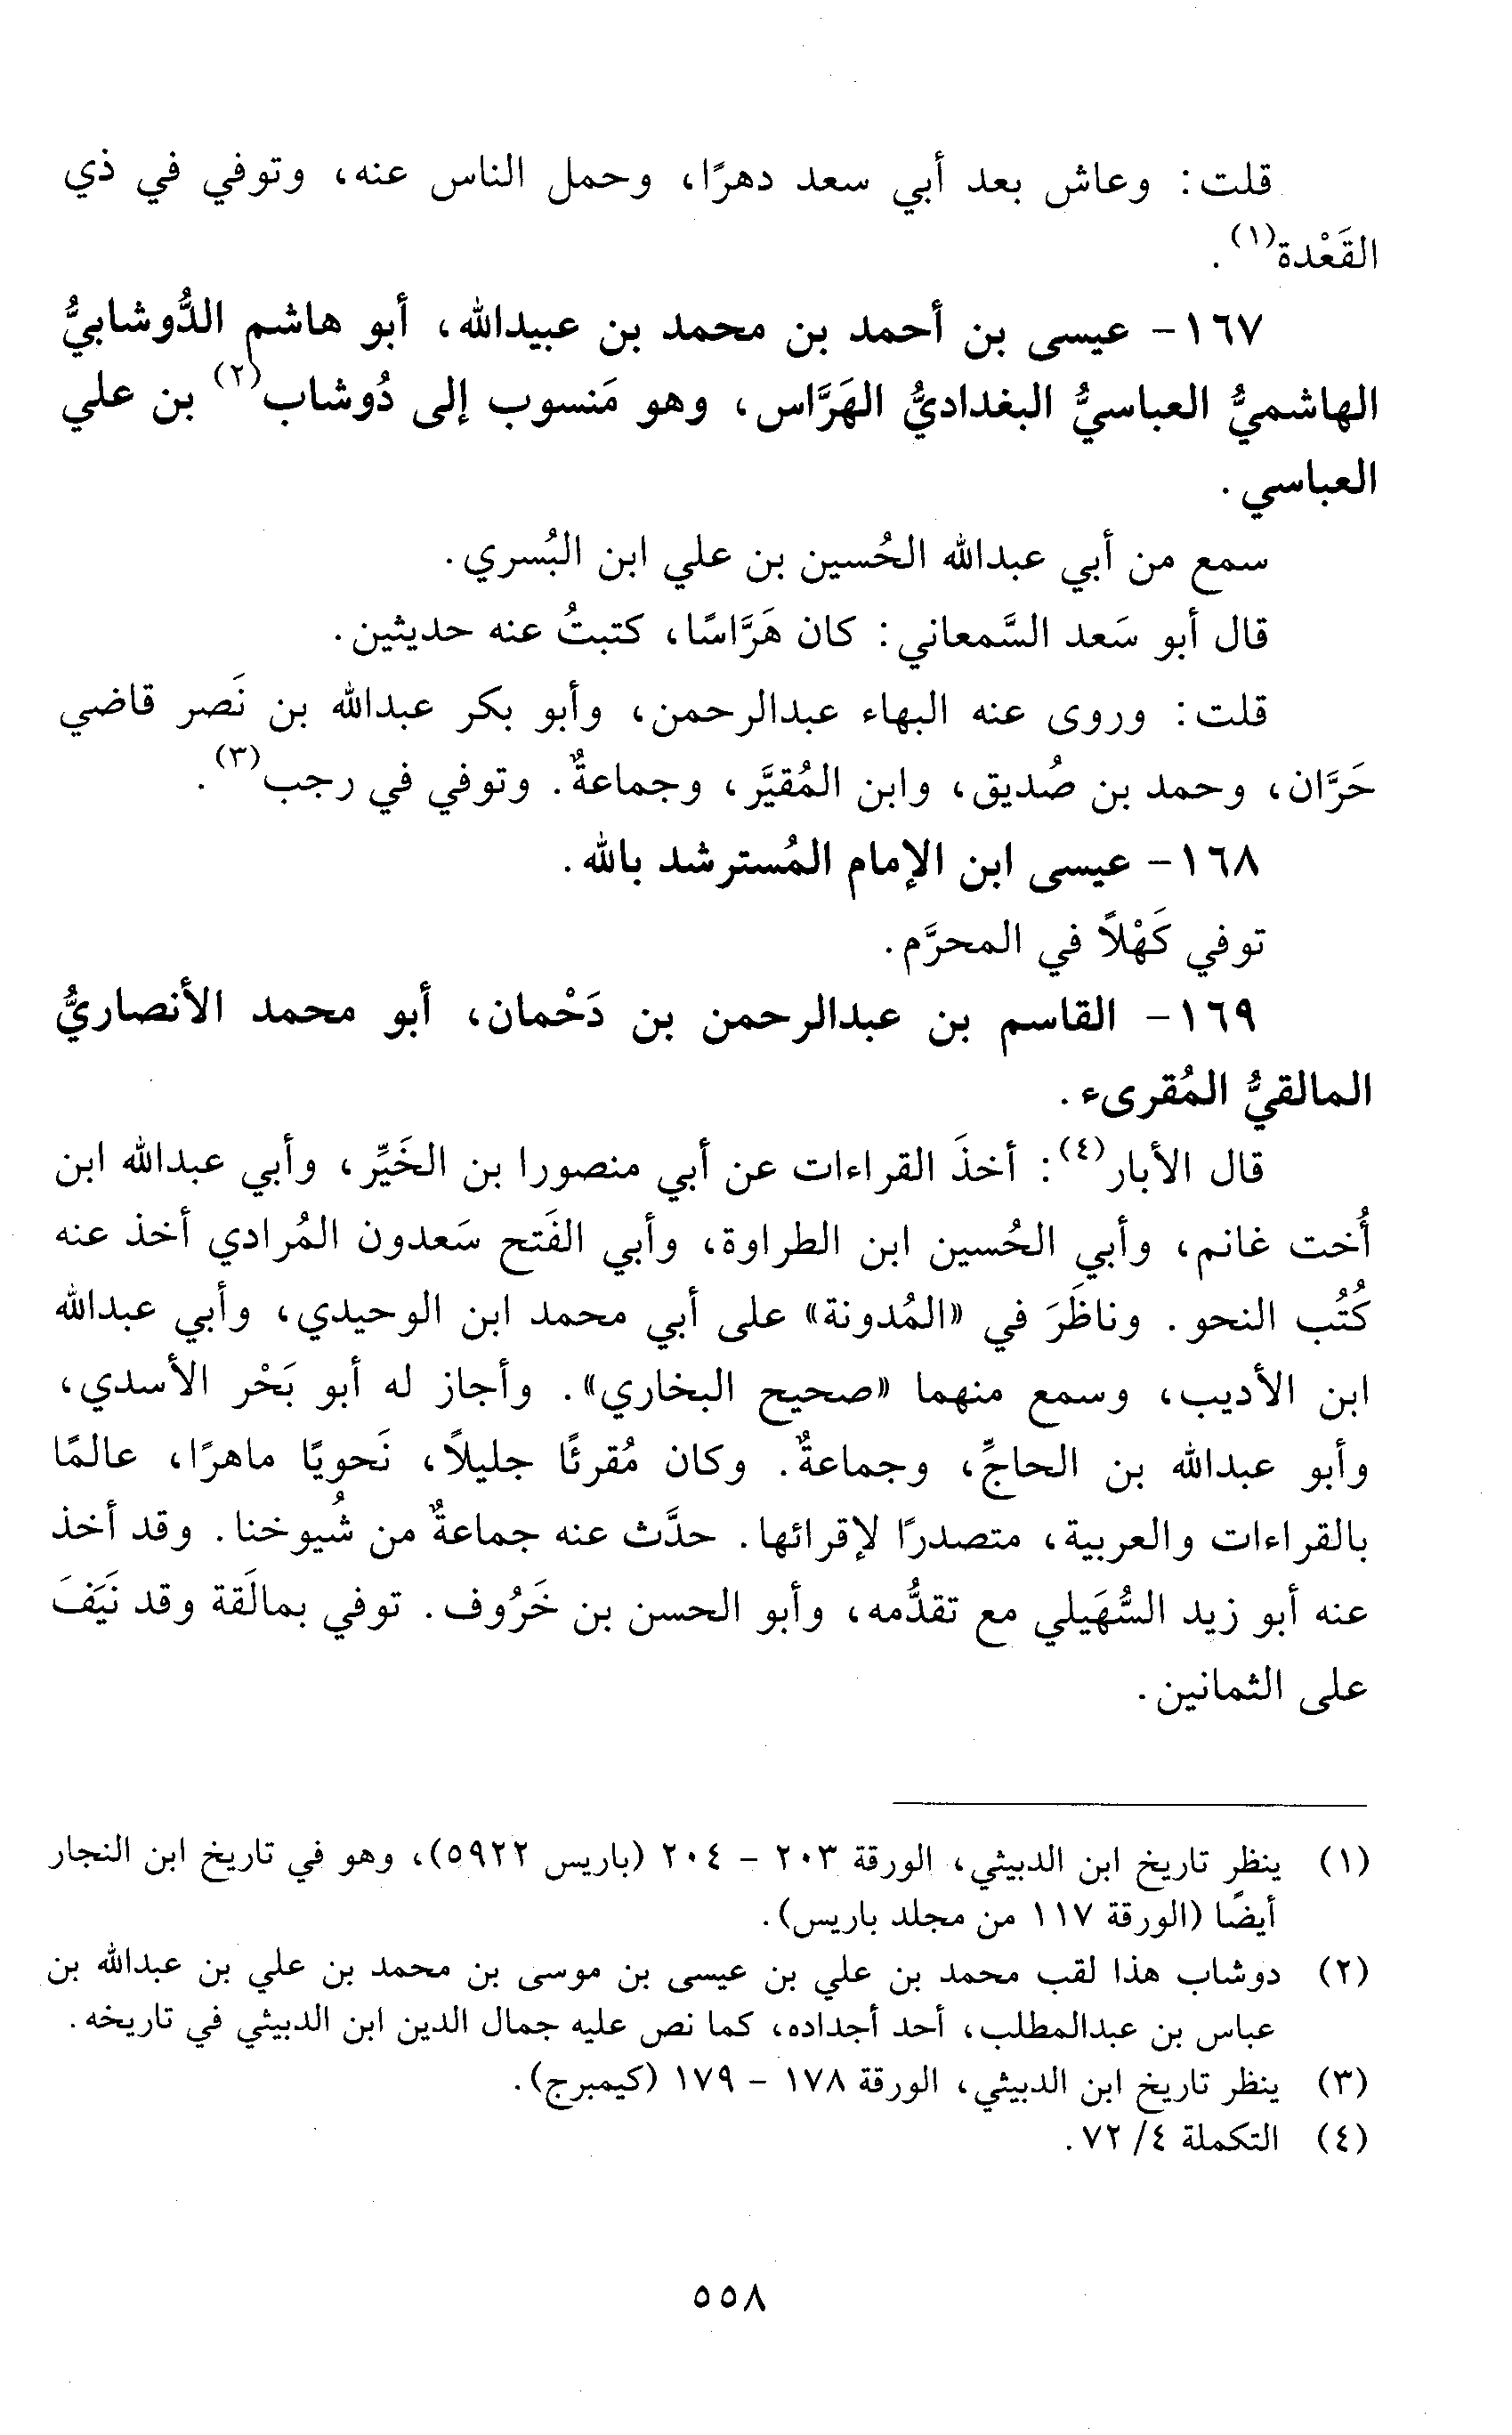 قلت: وعاش بعد أبي سعد دهرًا، وحمل الناس عنه، وتوفي في ذي
القَعْدة(١).
١٦٧- عيسى بن أحمد بن محمد بن عبيدالله، أبو هاشم الدُّوشابيُّ
الهاشميُّ العباسيُّ البغداديُّ الهَرَّاس، وهو مَنسوب إلى دُوشاب(٢) بن علي
العباسي.
سمع من أبي عبدالله الحُسين بن علي ابن البُسري.
قال أبو سَعد السَّمعاني: كان هَرَّاسًا، كتبتُ عنه حديثين.
قلت: وروى عنه البهاء عبدالرحمن، وأبو بكر عبدالله بن نَصر قاضي
حَرَّان، وحمد بن صُديق، وابن المُقيَّر، وجماعةٌ. وتوفي في رجب(٣).
١٦٨- عيسى ابن الإمام المُسترشد بالله.
توفي كَهْلاً في المحرَّم.
١٦٩- القاسم بن عبدالرحمن بن دَحْمان، أبو محمد الأنصاريُّ
المالقيُّ المُقرىء.
قال الأبار(٤): أخذَ القراءات عن أبي منصورا بن الخَيِّر، وأبي عبدالله ابن
أُخت غانم، وأبي الحُسين ابن الطراوة، وأبي الفَتح سَعدون المُرادي أخذ عنه
كُتُب النحو. وناظَرَ في «المُدونة» على أبي محمد ابن الوحيدي، وأبي عبدالله
ابن الأديب، وسمع منهما «صحيح البخاري». وأجاز له أبو بَحْر الأسدي،
وأبو عبدالله بن الحاجِّ، وجماعةٌ. وكان مُقرئًا جليلاً، نَحويًا ماهرًا، عالمًا
بالقراءات والعربية، متصدرًا لإقرائها. حدَّث عنه جماعةٌ من شُيوخنا. وقد أخذ
عنه أبو زيد السُّهَيلي مع تقدُّمه، وأبو الحسن بن خَرُوف. توفي بمالَقة وقد نَيَفَ
على الثمانين.
(١) ينظر تاريخ ابن الدبيثي، الورقة ٢٠٣ - ٢٠٤ (باريس ٥٩٢٢)، وهو في تاريخ ابن النجار
أيضًا (الورقة ١١٧ من مجلد باريس).
(٢) دوشاب هذا لقب محمد بن علي بن عيسى بن موسى بن محمد بن علي بن عبدالله بن
عباس بن عبدالمطلب، أحد أجداده، كما نص عليه جمال الدين ابن الدبيثي في تاريخه.
(٣) ينظر تاريخ ابن الدبيثي، الورقة ١٧٨ - ١٧٩ (كيمبرج).
(٤) التكملة ٤/ ٧٢.
٥٥٨